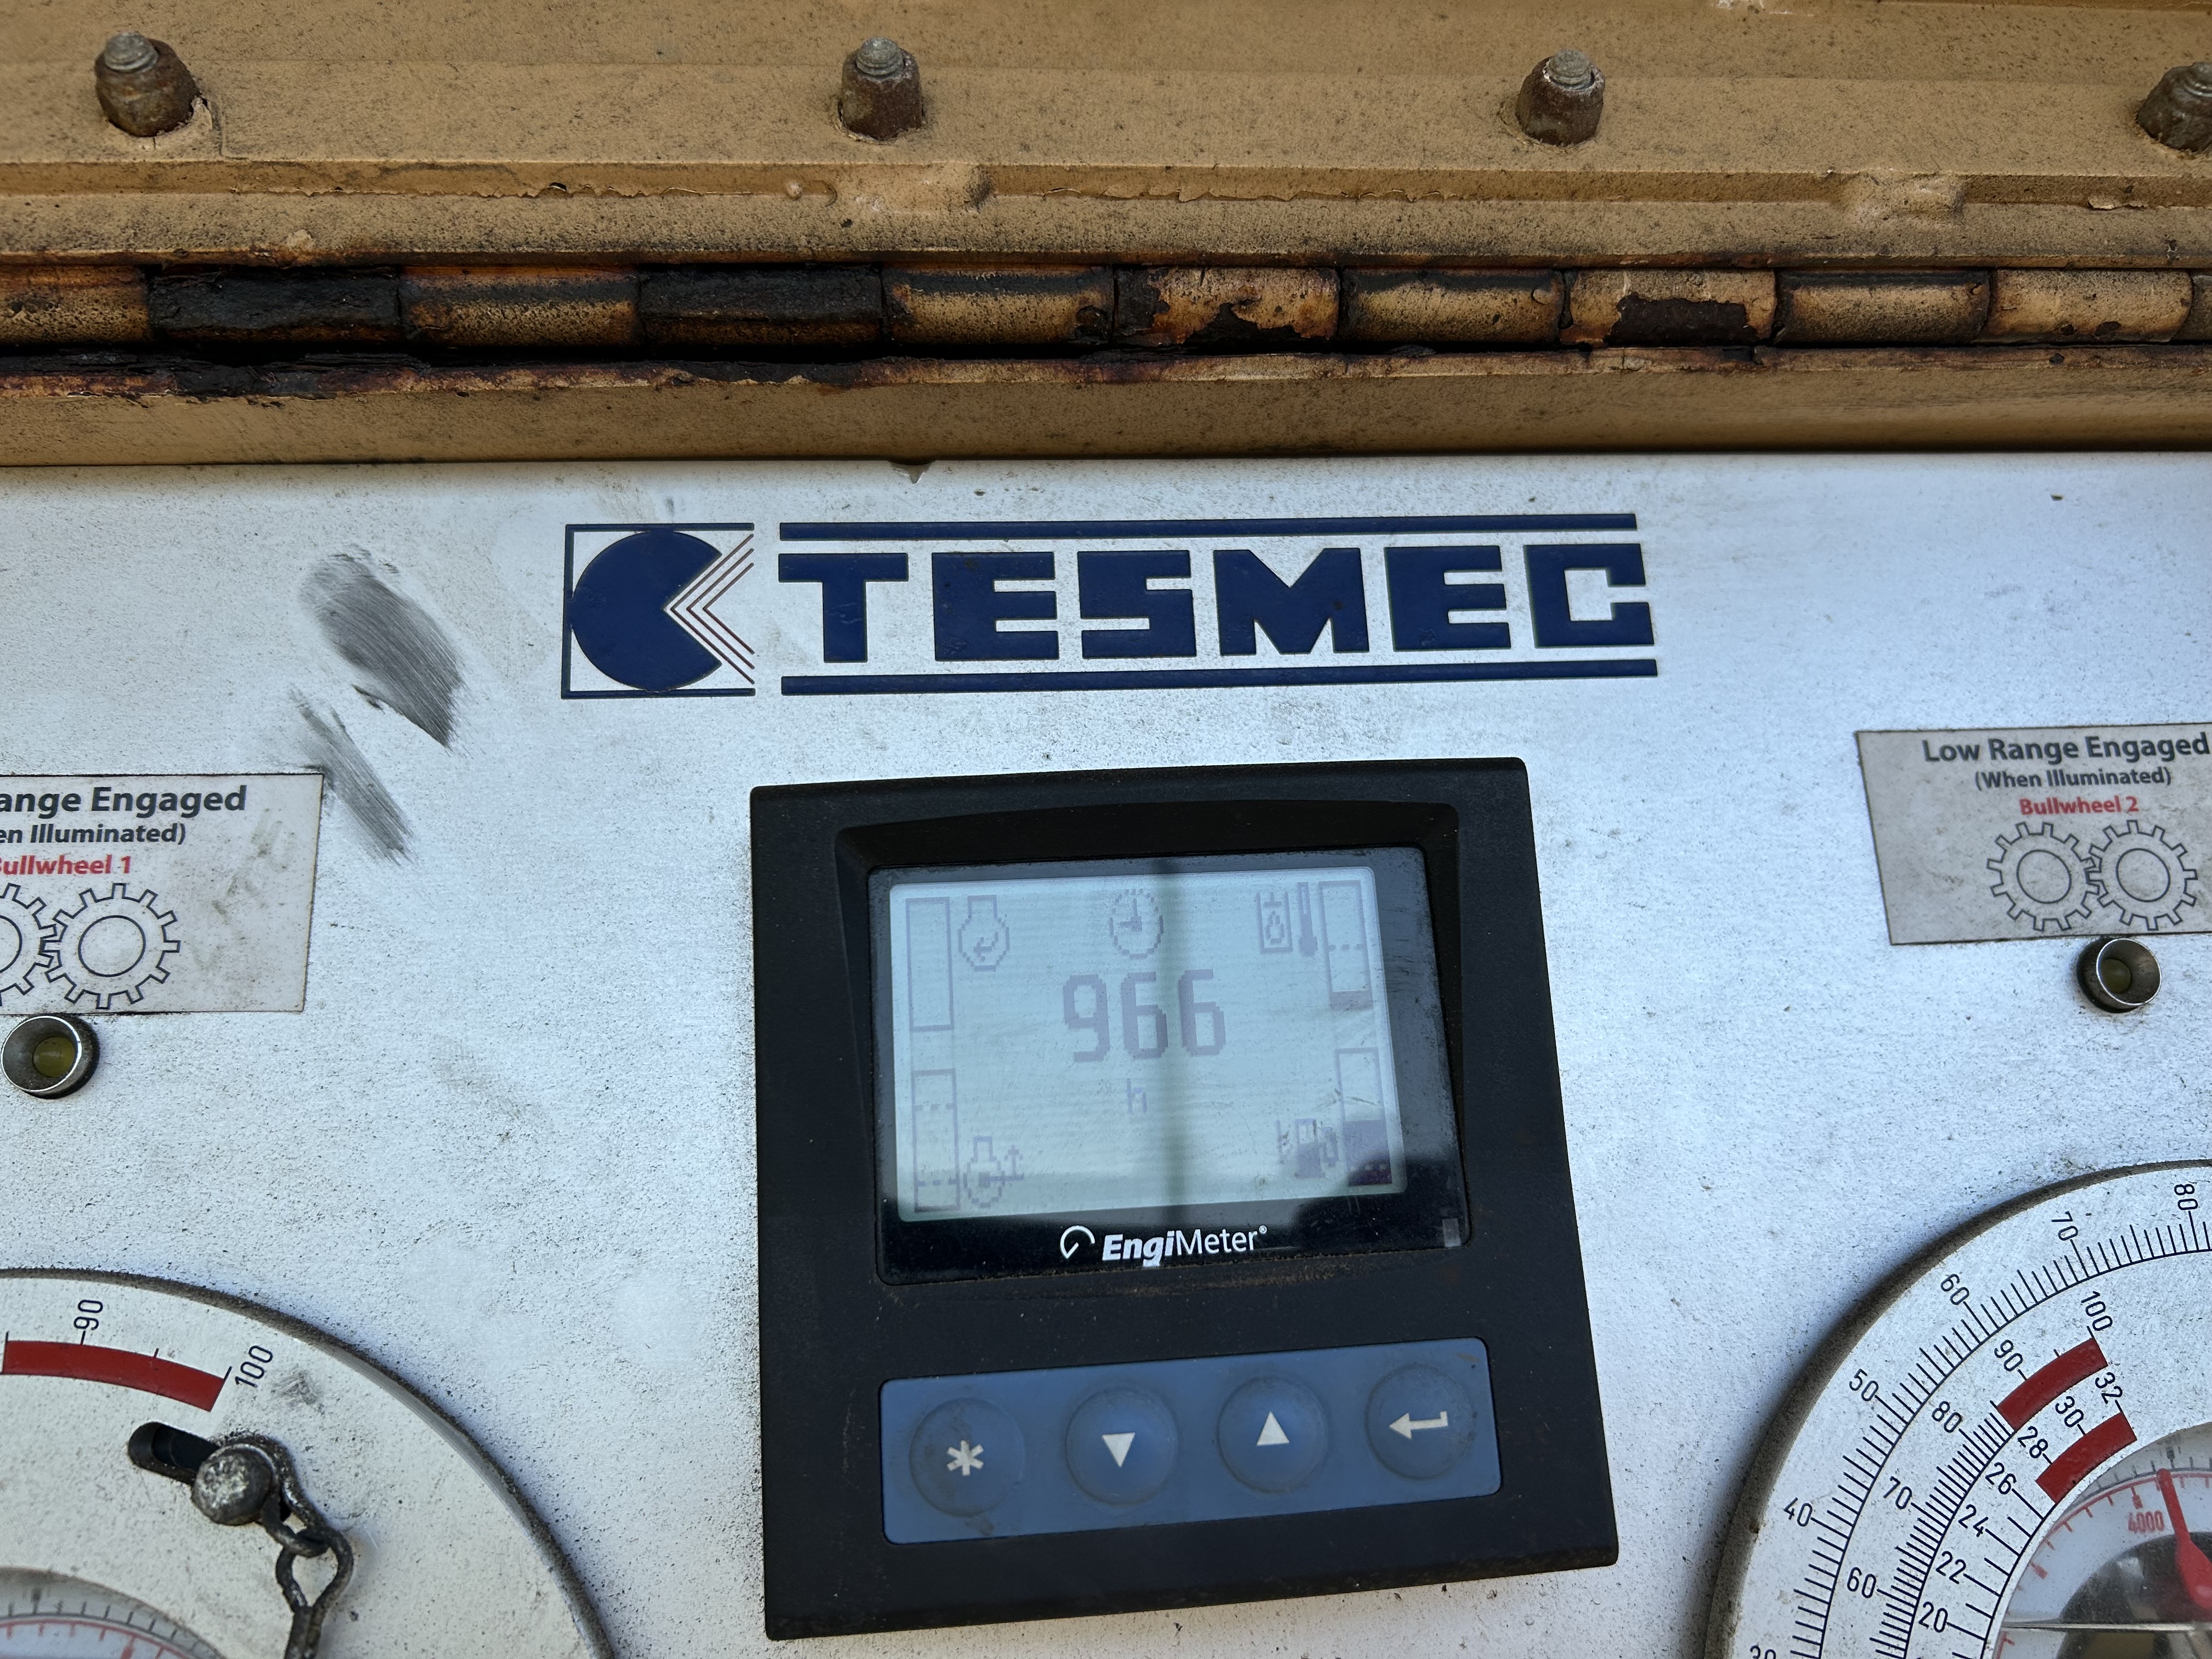 TESMEC
ange Engaged
en Illuminated)
Bullwheel 1
Low Range Engaged
(When Illuminated)
Bullwheel 2
966
h
EngiMeter®
90
100
80
70
60
50
40
30
100
90
80
70
60
32
30
28
26
24
22
20
4000